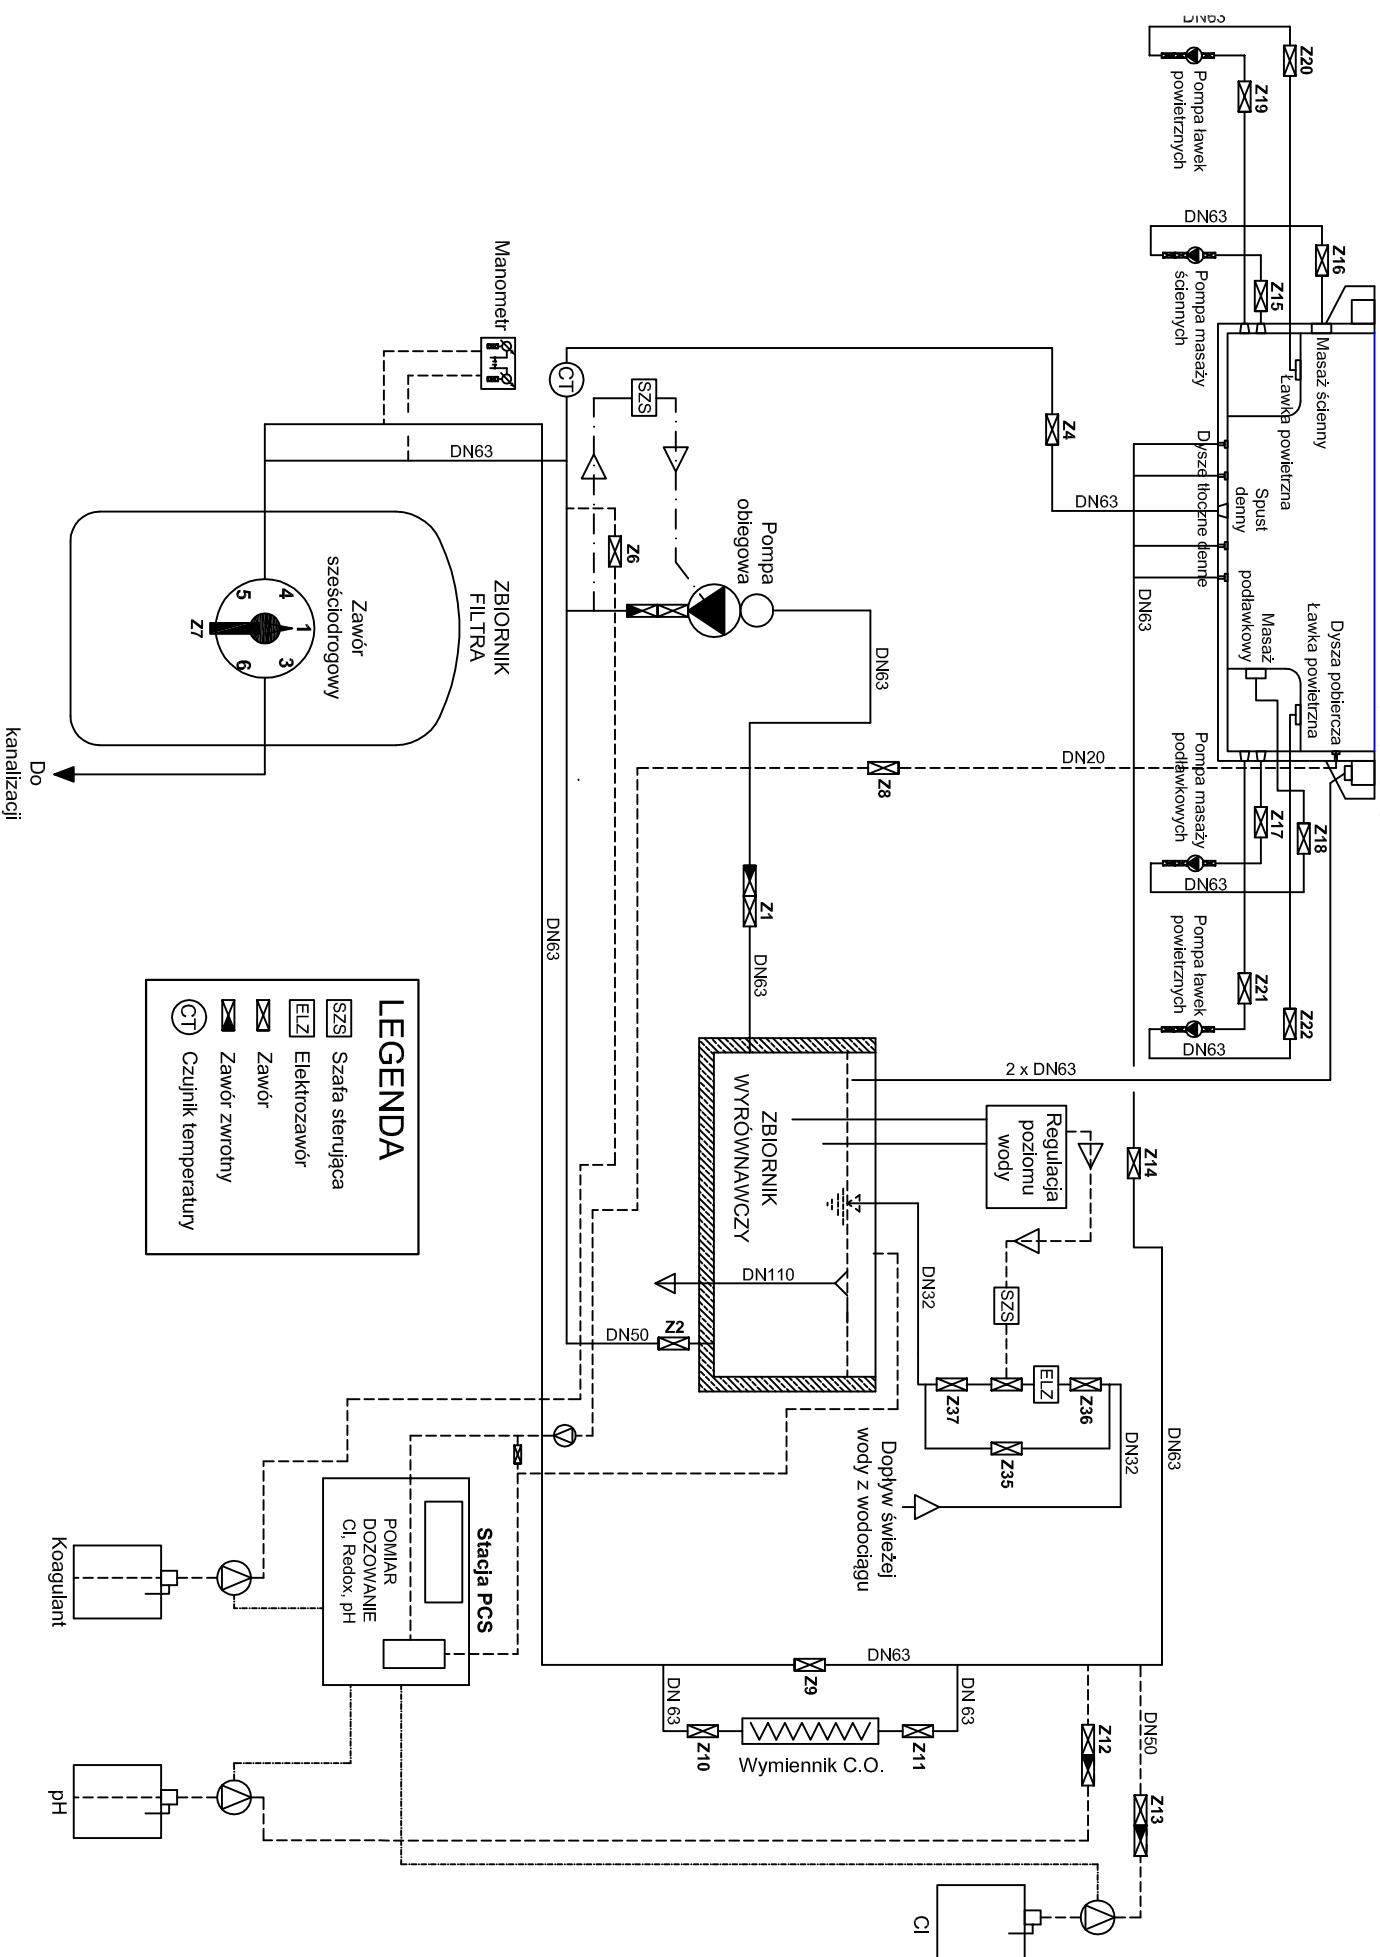 DN63
Z20
Z19
Pompa ławek
powietrznych
DN63
Z16
Z15
Pompa masaży
ściennych
Masaż ścienny
Ławka powietrzna
Dysze tłoczne denne
Spust
denny
Masaż
podławkowy
Ławka powietrzna
Dysza pobiercza
Z18
Z17
Pompa masaży
podławkowych
DN63
Z22
Z21
Pompa ławek
powietrznych
DN63
Z4
DN63
DN63
DN20
Z8
2 x DN63
Z14
DN63
Manometr
CT
SZS
DN63
Z6
Pompa
obiegowa
DN63
Z1
DN63
ZBIORNIK
WYRÓWNAWCZY
Regulacja
poziomu
wody
DN32
DN110
DN50
Z2
SZS
ELZ
Z37
Z36
Z35
DN32
Dopływ świeżej
wody z wodociągu
ZBIORNIK
FILTRA
Zawór
sześciodrogowy
4
1
3
5
6
Z7
Do
kanalizacji
DN63
LEGENDA
SZS Szafa sterująca
ELZ Elektrozawór
Zawór
Zawór zwrotny
CT Czujnik temperatury
Stacja PCS
POMIAR
DOZOWANIE
Cl, Redox, pH
Koagulant
pH
Cl
DN63
Z9
DN 63
DN 63
Z10
Z11
Wymiennik C.O.
DN50
Z12
Z13